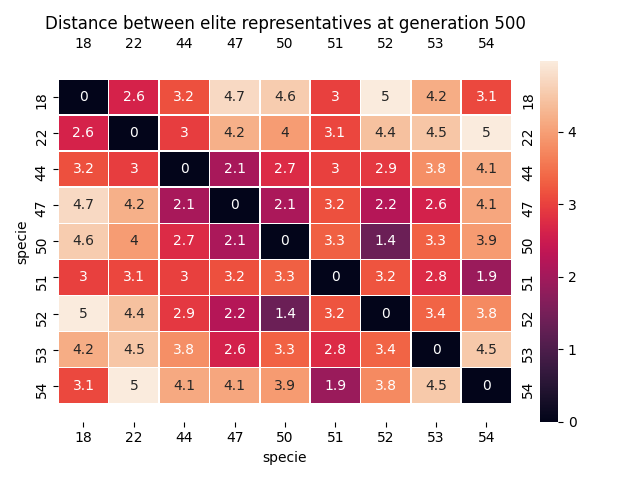 Distance between elite representatives at generation 500
18 22 44 47 50 51 52 53 54
18 0 2.6 3.2 4.7 4.6 3 5 4.2 3.1 18
22 2.6 0 3 4.2 4 3.1 4.4 4.5 5 22
44 3.2 3 0 2.1 2.7 3 2.9 3.8 4.1 44
47 4.7 4.2 2.1 0 2.1 3.2 2.2 2.6 4.1 47
50 4.6 4 2.7 2.1 0 3.3 1.4 3.3 3.9 50
51 3 3.1 3 3.2 3.3 0 3.2 2.8 1.9 51
52 5 4.4 2.9 2.2 1.4 3.2 0 3.4 3.8 52
53 4.2 4.5 3.8 2.6 3.3 2.8 3.4 0 4.5 53
54 3.1 5 4.1 4.1 3.9 1.9 3.8 4.5 0 54
18 22 44 47 50 51 52 53 54
specie
specie
4
3
2
1
0